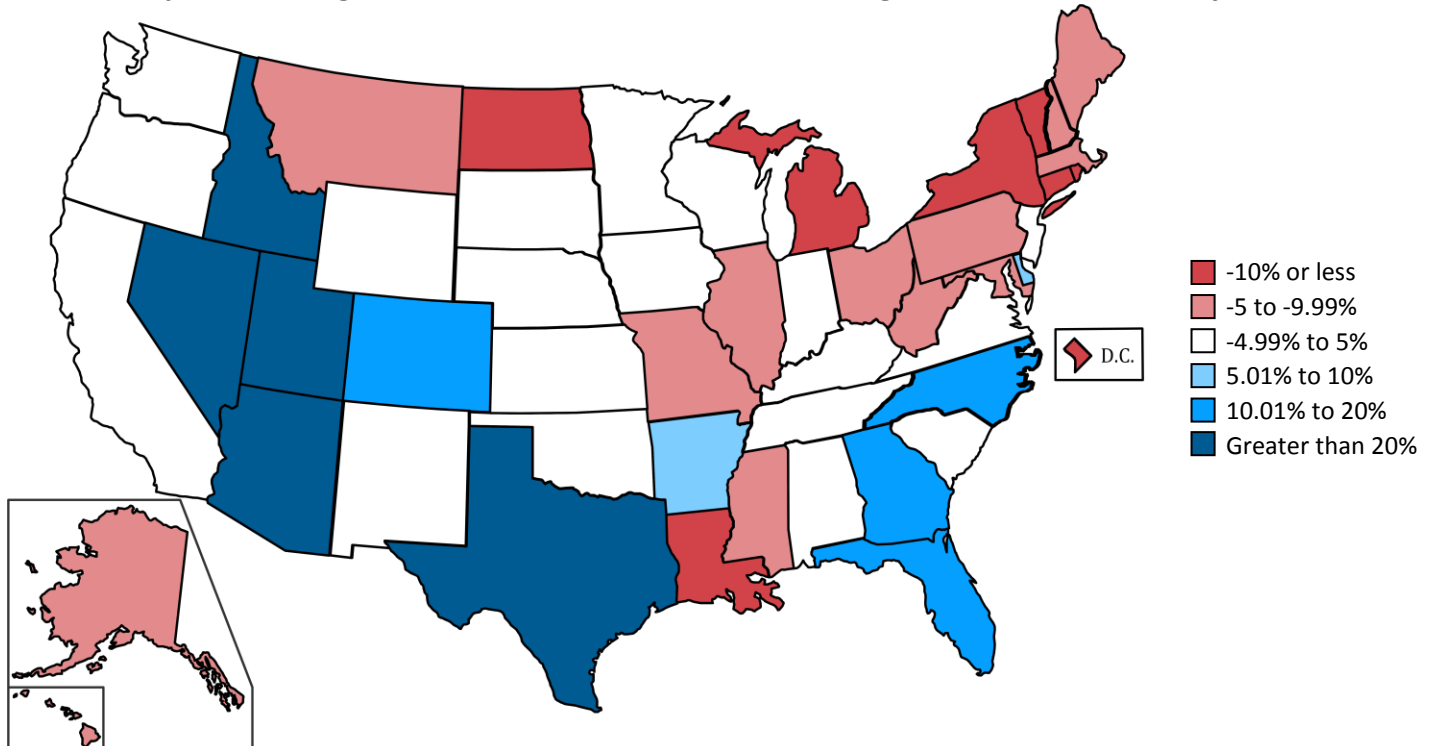 -10% or less
-5 to -9.99%
-4.99% to 5%
5.01% to 10%
10.01% to 20%
Greater than 20%
D.C.